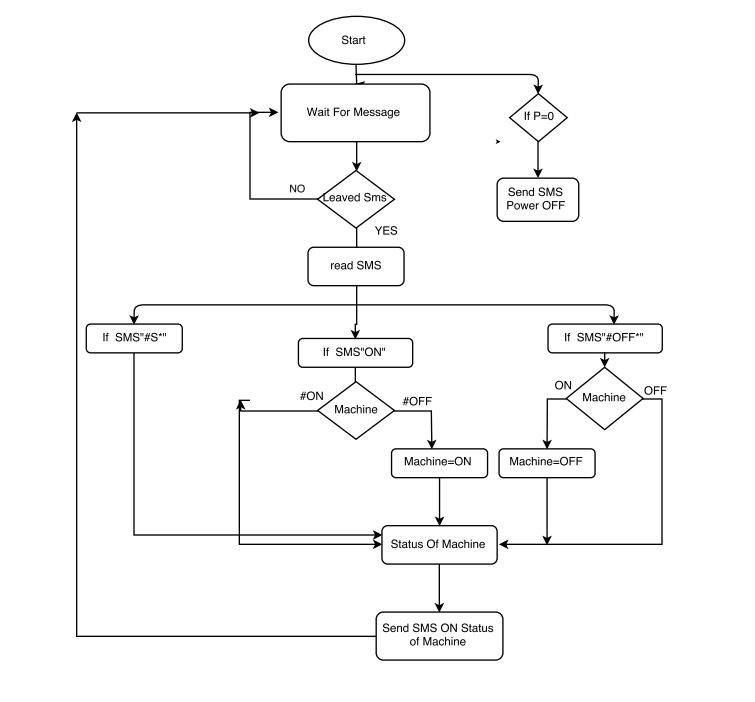 Start
Wait For Message
If P=0
NO
Leaved Sms
Send SMS
Power OFF
YES
read SMS
If SMS"#S*"
If SMS"ON"
If SMS"#OFF*"
#ON
Machine
#OFF
ON
Machine
OFF
Machine=ON
Machine=OFF
Status Of Machine
Send SMS ON Status
of Machine